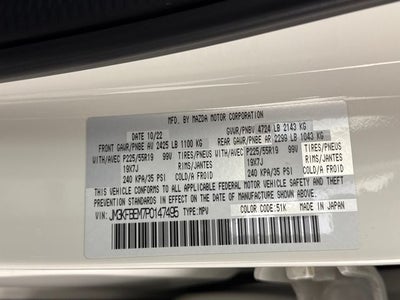 MFD. BY MAZDA MOTOR CORPORATION
DATE 10/22 GVWR/PNBV 4724 LB 2143 KG
FRONT GAWR/PNBE AV 2425 LB 1100 KG REAR GAWR/PNBE AR 2299 LB 1043 KG
WITH/AVEC P225/55R19 99V TIRES/PNEUS WITH/AVEC P225/55R19 99V TIRES/PNEUS
19X7J RIMS/JANTES 19X7J RIMS/JANTES
240 KPA/35 PSI COLD/A FROID 240 KPA/35 PSI COLD/A FROID
THIS VEHICLE CONFORMS TO ALL APPLICABLE FEDERAL MOTOR VEHICLE SAFETY AND THEFT
PREVENTION STANDARDS IN EFFECT ON THE DATE OF MANUFACTURE SHOWN ABOVE.
VIN: JM3KFBEM7P0147495 TYPE:MPV
COLOR CODE:51K MADE IN JAPAN